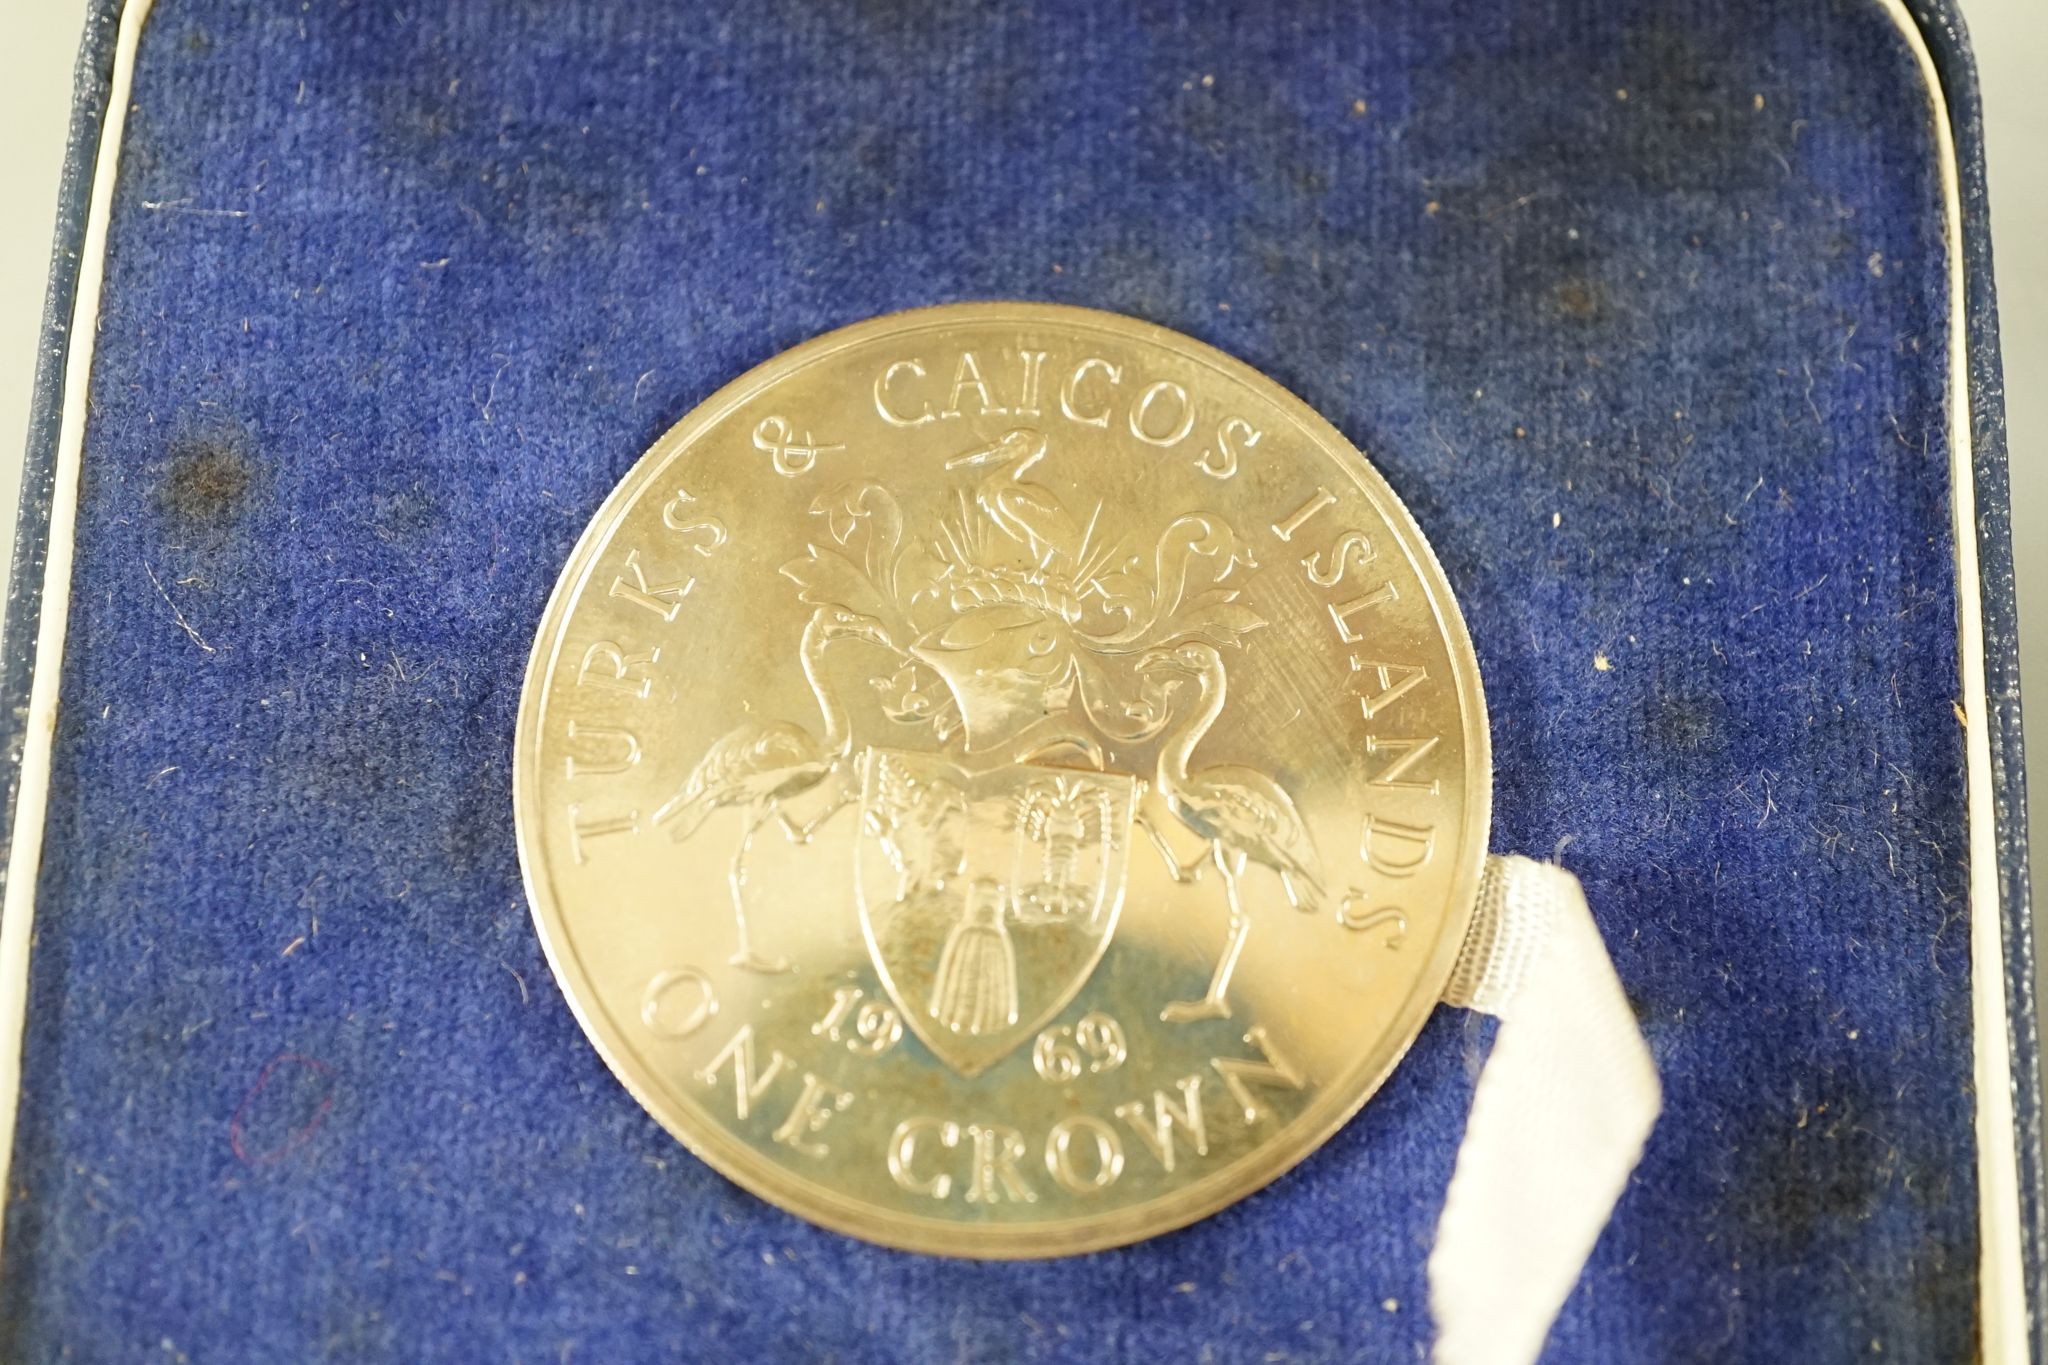 TURKS & CAICOS ISLANDS
1969
ONE CROWN